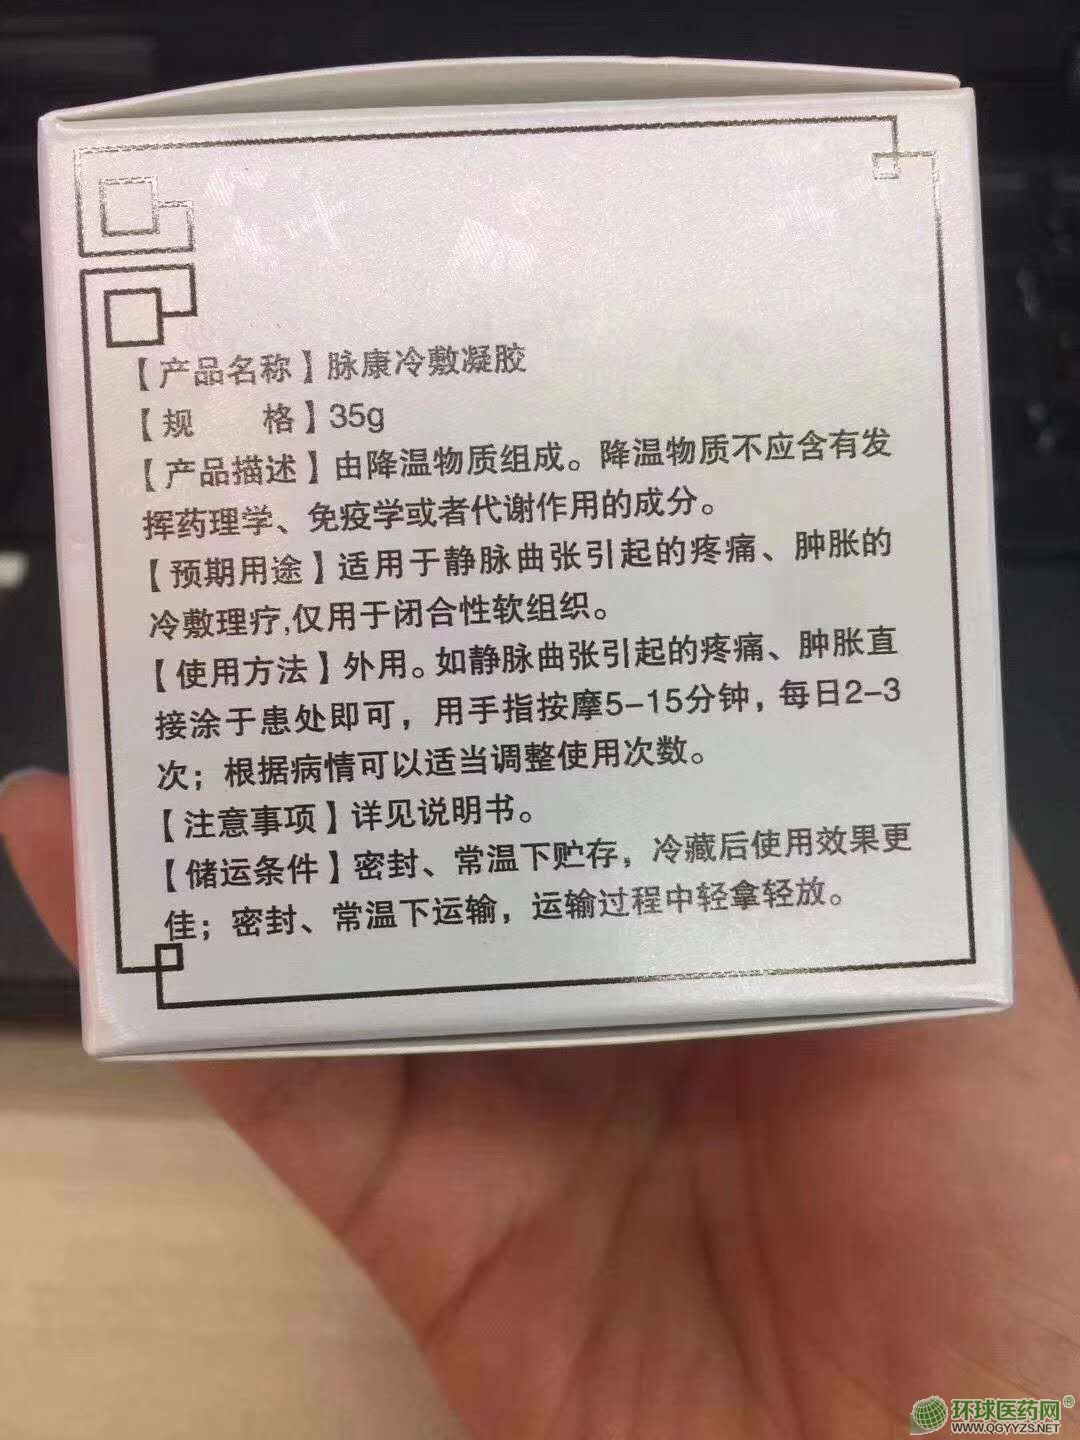 【产品名称】脉康冷敷凝胶
【规 格】35g
【产品描述】由降温物质组成。降温物质不应含有发
挥药理学、免疫学或者代谢作用的成分。
【预期用途】适用于静脉曲张引起的疼痛、肿胀的
冷敷理疗,仅用于闭合性软组织。
【使用方法】外用。如静脉曲张引起的疼痛、肿胀直
接涂于患处即可，用手指按摩5-15分钟，每日2-3
次；根据病情可以适当调整使用次数。
【注意事项】详见说明书。
【储运条件】密封、常温下贮存，冷藏后使用效果更
佳；密封、常温下运输，运输过程中轻拿轻放。
环球医药网®
WWW.QGYYZS.NET